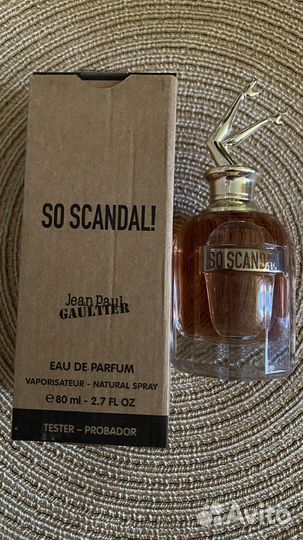 SO SCANDAL!
Jean Paul
GAULTIER
EAU DE PARFUM
VAPORISATEUR - NATURAL SPRAY
e 80 ml - 2.7 FL OZ
TESTER - PROBADOR
SO SCANDAL!
Avito